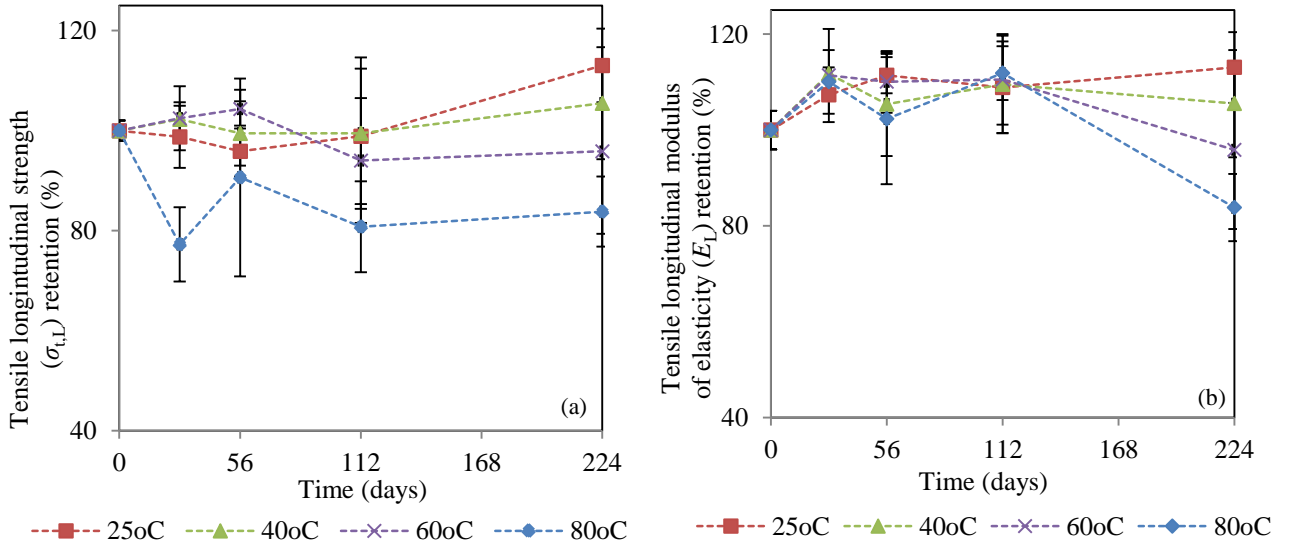 120
80
40
Tensile longintudinal strength
(σt,L) retention (%)
(a)
0 56 112 168 224
Time (days)
25oC 40oC 60oC 80oC
120
80
40
Tensile longitudinal modulus
of elasticity (EL) retention (%)
(b)
0 56 112 168 224
Time (days)
25oC 40oC 60oC 80oC